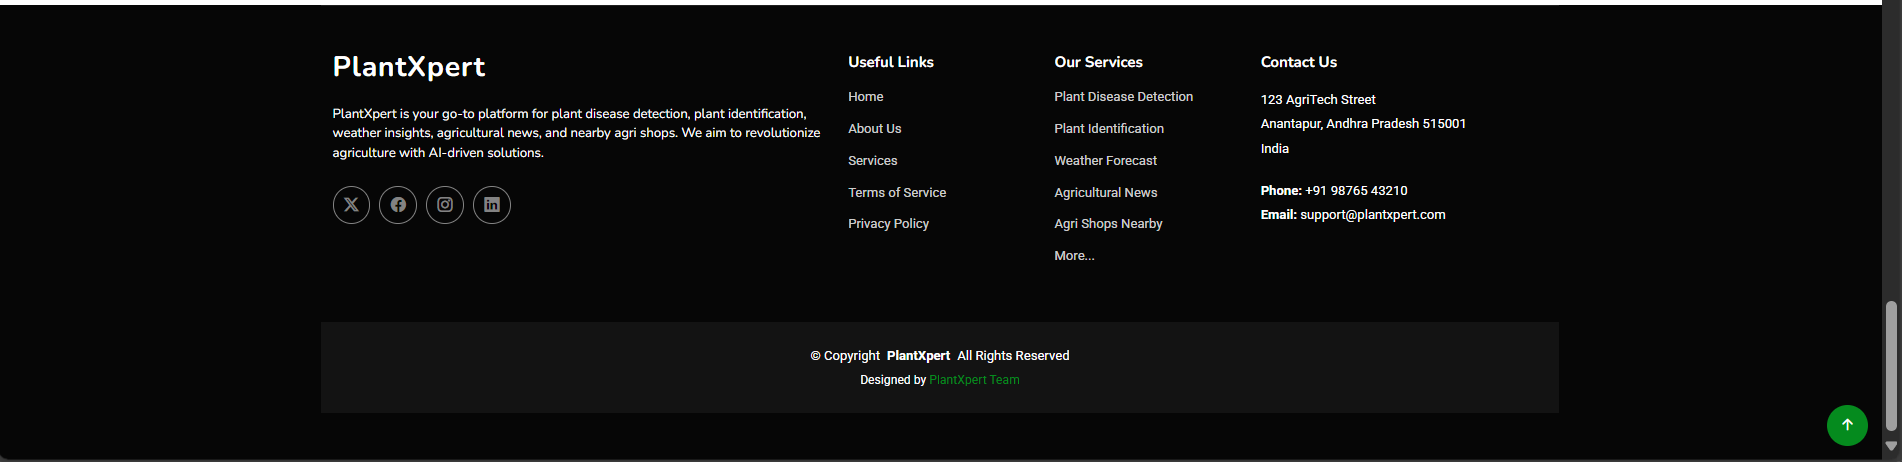 PlantXpert
PlantXpert is your go-to platform for plant disease detection, plant identification,
weather insights, agricultural news, and nearby agri shops. We aim to revolutionize
agriculture with AI-driven solutions.
Useful Links
Home
About Us
Services
Terms of Service
Privacy Policy
Our Services
Plant Disease Detection
Plant Identification
Weather Forecast
Agricultural News
Agri Shops Nearby
More...
Contact Us
123 AgriTech Street
Anantapur, Andhra Pradesh 515001
India
Phone: +91 98765 43210
Email: support@plantxpert.com
© Copyright PlantXpert All Rights Reserved
Designed by PlantXpert Team